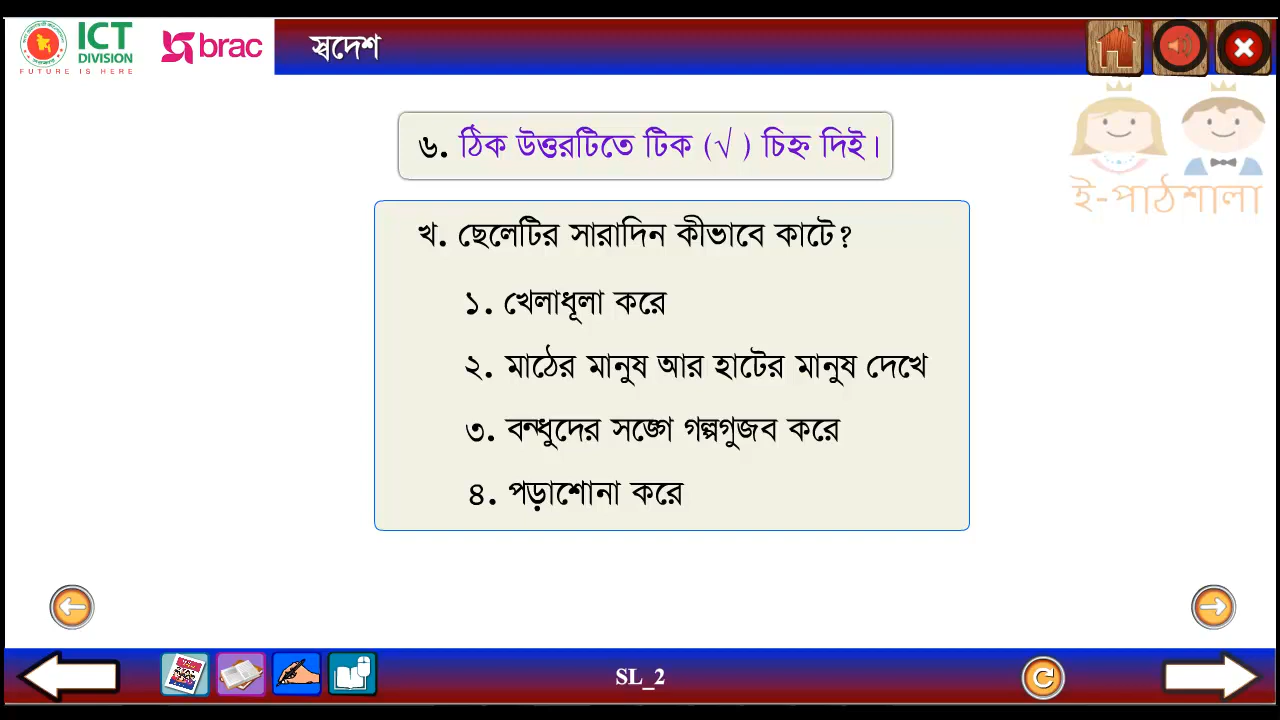 ICT
DIVISION
FUTURE IS HERE
brac
স্বদেশ
ই-পাঠশালা
৬. ঠিক উত্তরটিতে টিক (√ ) চিহ্ন দিই।
খ. ছেলেটির সারাদিন কীভাবে কাটে?
১. খেলাধূলা করে
২. মাঠের মানুষ আর হাটের মানুষ দেখে
৩. বন্ধুদের সঙ্গে গল্পগুজব করে
৪. পড়াশোনা করে
SL_2